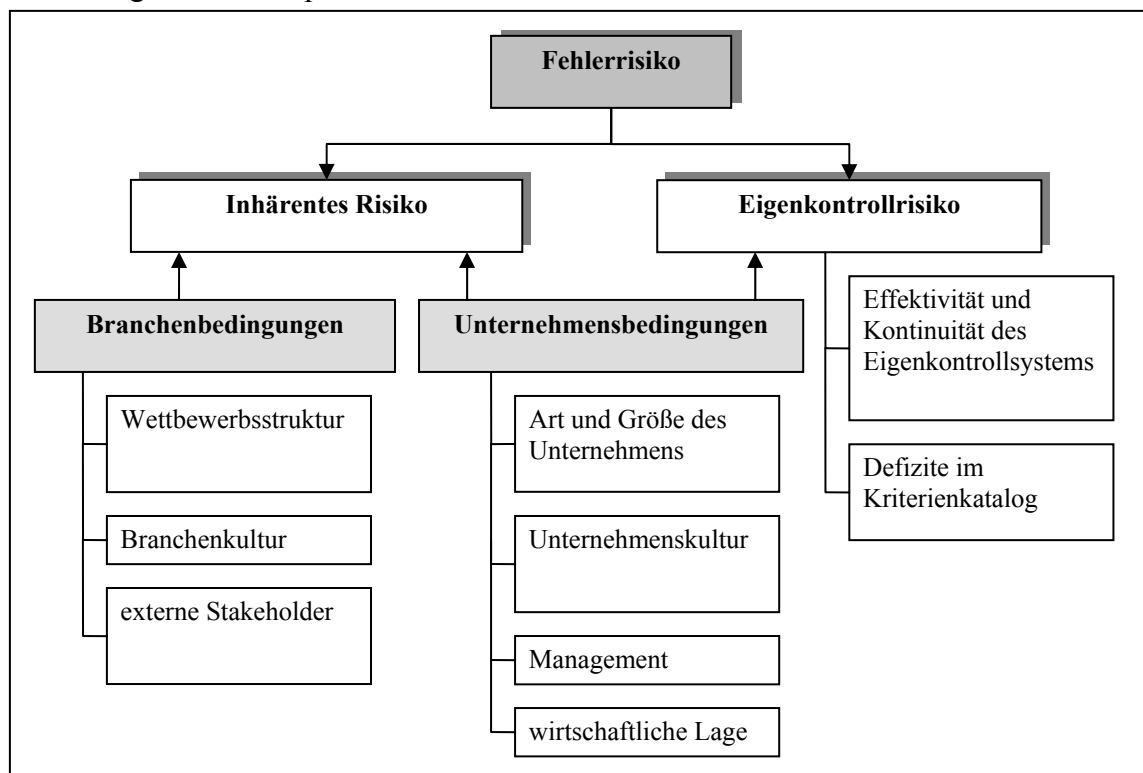 Fehlerrisiko
Inhärentes Risiko
Eigenkontrollrisiko
Branchenbedingungen
Wettbewerbsstruktur
Branchenkultur
externe Stakeholder
Unternehmensbedingungen
Art und Größe des
Unternehmens
Unternehmenskultur
Management
wirtschaftliche Lage
Effektivität und
Kontinuität des
Eigenkontrollsystems
Defizite im
Kriterienkatalog